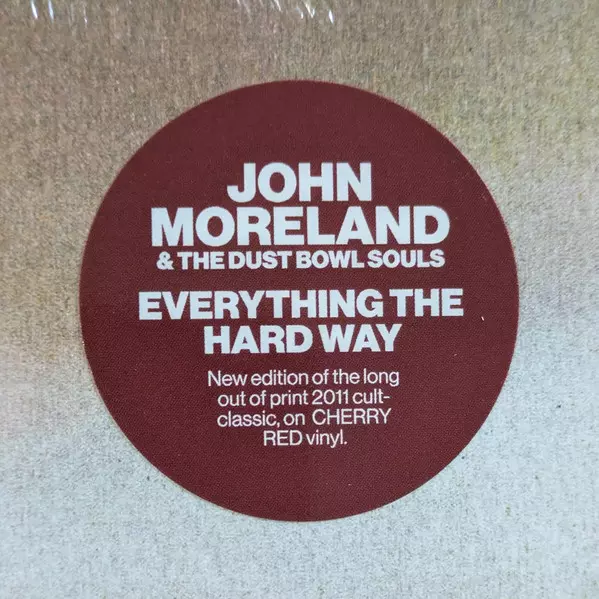 JOHN
MORELAND
& THE DUST BOWL SOULS
EVERYTHING THE
HARD WAY
New edition of the long
out of print 2011 cult-
classic, on CHERRY
RED vinyl.